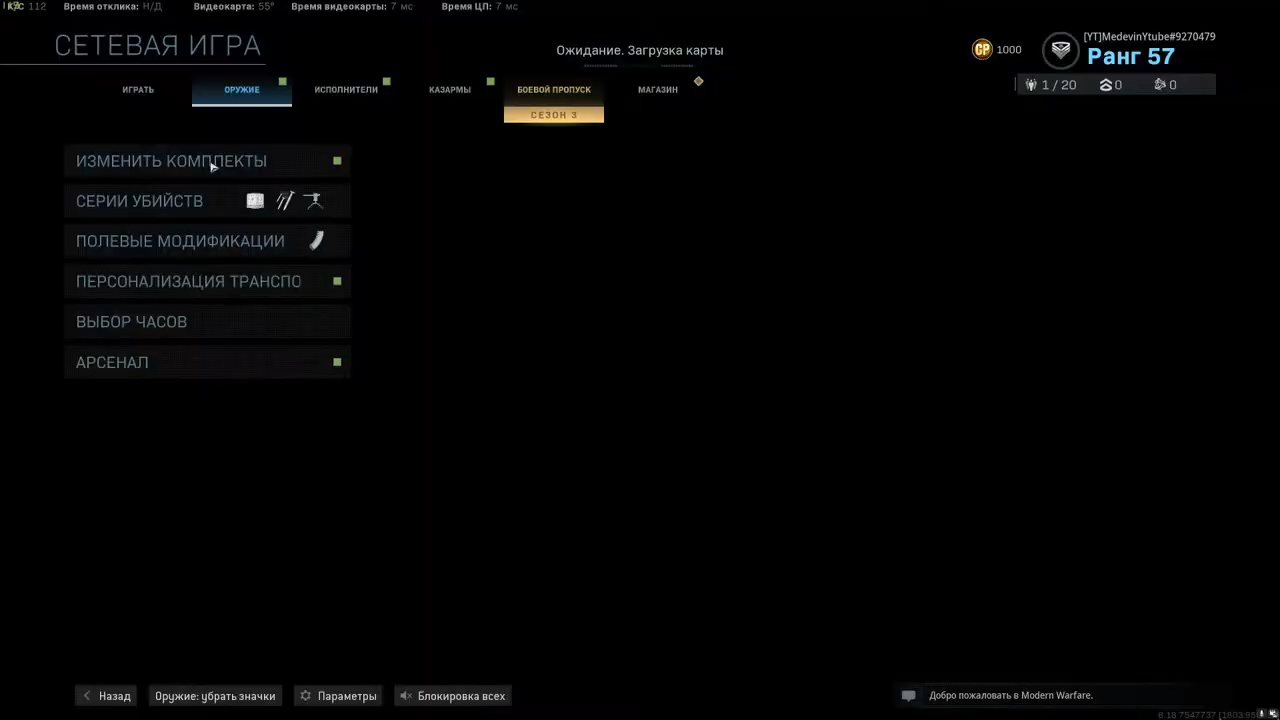 К/С 112 Время отклика: Н/Д Видеокарта: 55° Время видеокарты: 7 мс Время ЦП: 7 мс
СЕТЕВАЯ ИГРА
Ожидание. Загрузка карты
CP 1000
[YT]MedevinYtube#9270479
Ранг 57
1 / 20 0 0
ИГРАТЬ ОРУЖИЕ ИСПОЛНИТЕЛИ КАЗАРМЫ БОЕВОЙ ПРОПУСК МАГАЗИН
СЕЗОН 3
ИЗМЕНИТЬ КОМПЛЕКТЫ
СЕРИИ УБИЙСТВ
ПОЛЕВЫЕ МОДИФИКАЦИИ
ПЕРСОНАЛИЗАЦИЯ ТРАНСПО
ВЫБОР ЧАСОВ
АРСЕНАЛ
Назад Оружие: убрать значки Параметры Блокировка всех
Добро пожаловать в Modern Warfare.